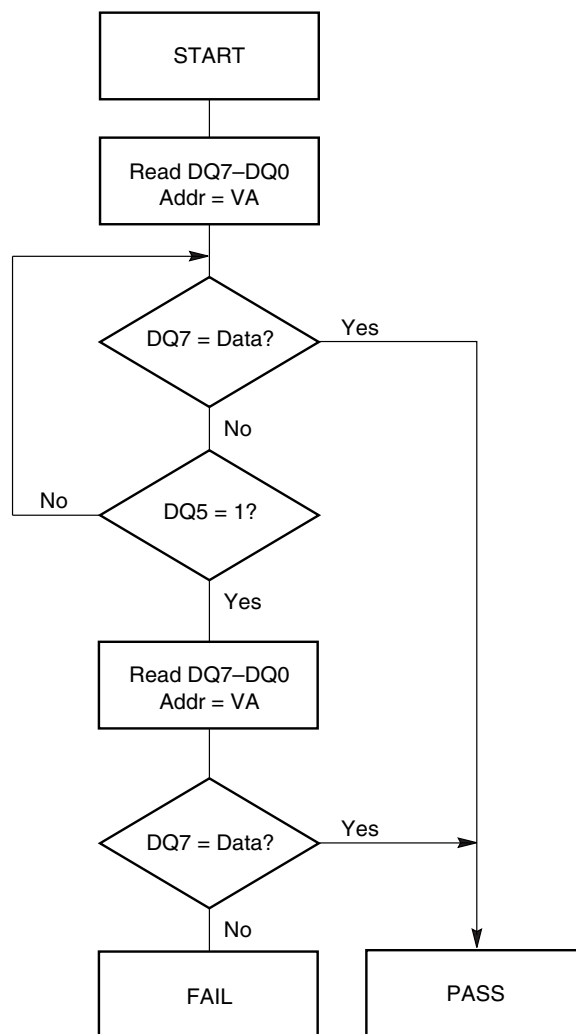 START
Read DQ7–DQ0
Addr = VA
DQ7 = Data?
Yes
No
No
DQ5 = 1?
Yes
Read DQ7–DQ0
Addr = VA
DQ7 = Data?
Yes
No
FAIL
PASS